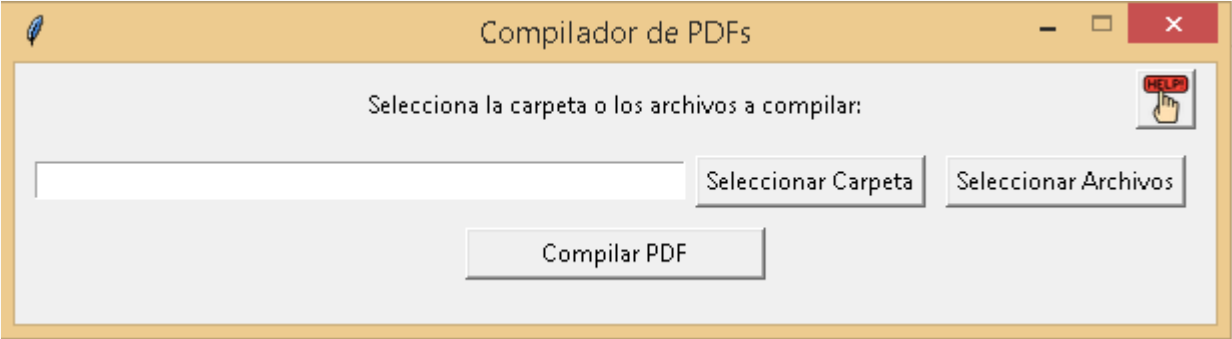 Compilador de PDFs
HELP!
Selecciona la carpeta o los archivos a compilar:
Seleccionar Carpeta
Seleccionar Archivos
Compilar PDF